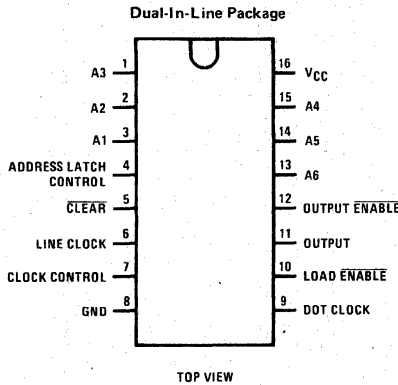 Dual-In-Line Package
A3 1 16 VCC
A2 2 15 A4
A1 3 14 A5
ADDRESS LATCH
CONTROL 4 13 A6
CLEAR 5 12 OUTPUT ENABLE
LINE CLOCK 6 11 OUTPUT
CLOCK CONTROL 7 10 LOAD ENABLE
GND 8 9 DOT CLOCK
TOP VIEW